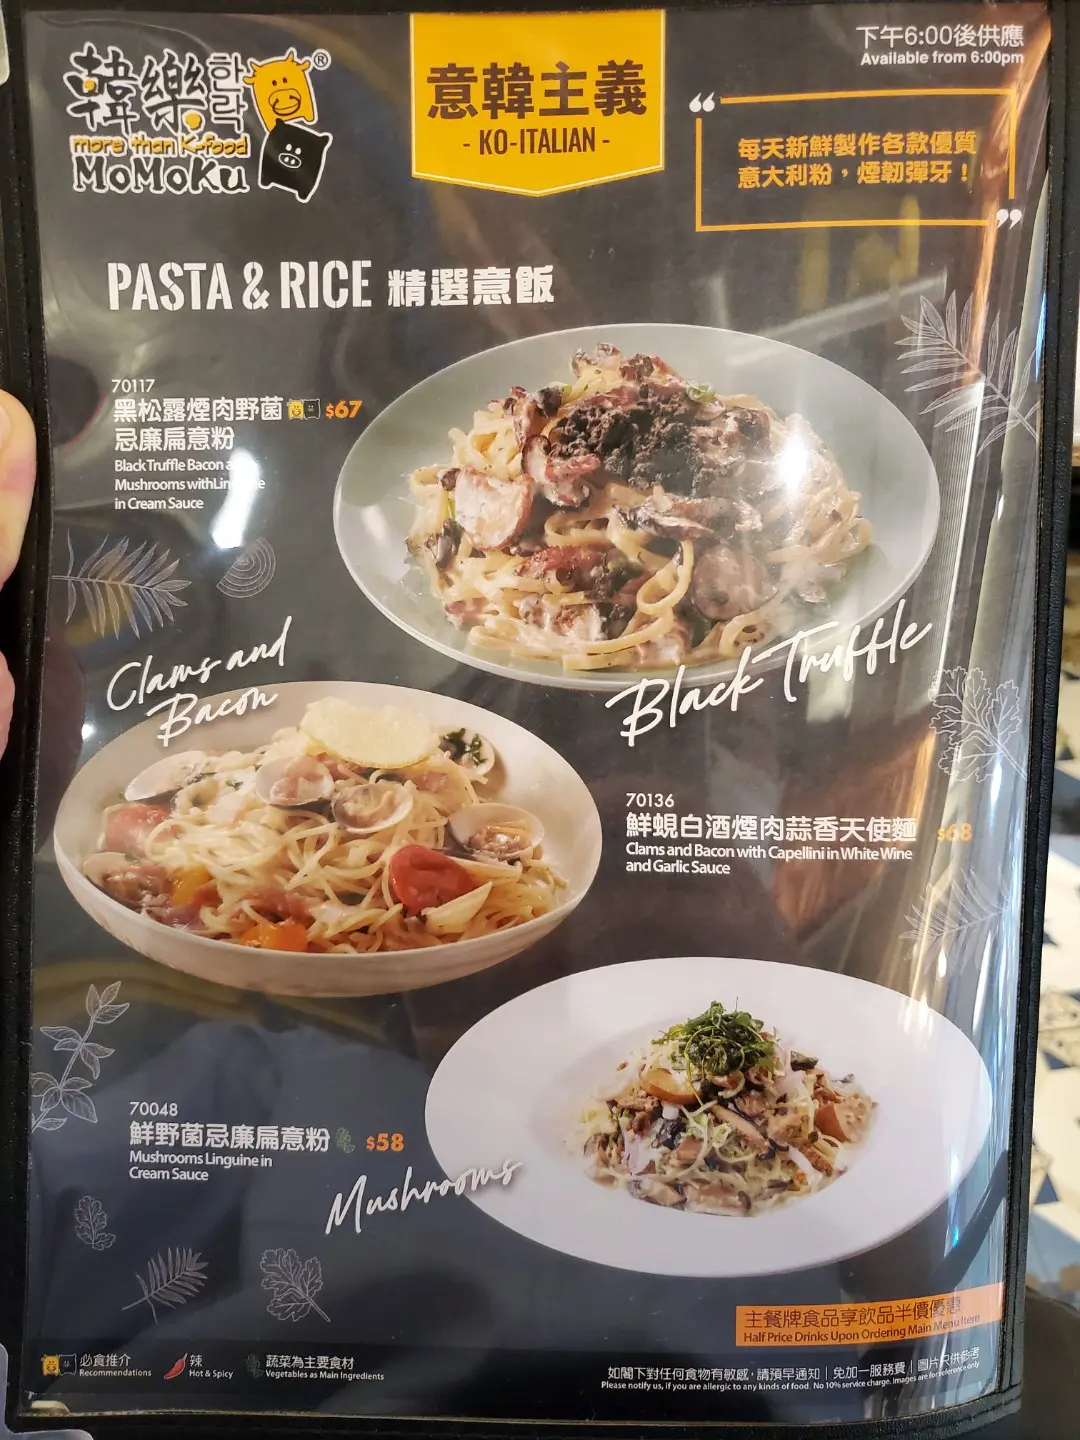 韓樂 한락 ®
more than K-food
MOMOKU
意韓主義
- KO-ITALIAN -
下午6:00後供應
Available from 6:00pm
“
每天新鮮製作各款優質
意大利粉，煙韌彈牙！
”
PASTA & RICE 精選意飯
70117
黑松露煙肉野菌 $67
忌廉扁意粉
Black Truffle Bacon
Mushrooms with
in Cream Sauce
Black Truffle
Clams and
Bacon
70136
鮮蜆白酒煙肉蒜香天使麵 $68
Clams and Bacon with Capellini in White Wine
and Garlic Sauce
70048
鮮野菌忌廉扁意粉 $58
Mushrooms Linguine in
Cream Sauce
Mushrooms
主餐牌食品享飲品半價優惠
Half Price Drinks Upon Ordering Main Menu Item
必食推介
Recommendations
辣
Hot & Spicy
蔬菜為主要食材
Vegetables as Main Ingredients
如閣下對任何食物有敏感，請預早通知｜免加一服務費｜圖片只供參考
Please notify us, if you are allergic to any kinds of food. No 10% service charge. Images are for reference only